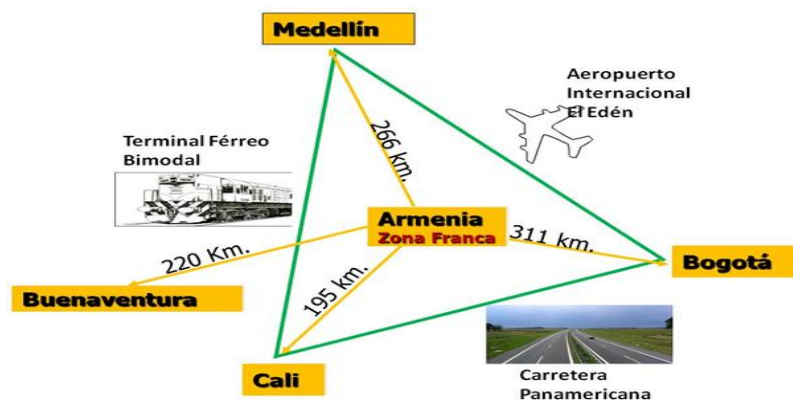 Medellín
Aeropuerto
Internacional
El Edén
Terminal Férreo
Bimodal
266 km.
Armenia
Zona Franca
311 km.
220 Km.
Bogotá
Buenaventura
195 km.
Cali
Carretera
Panamericana